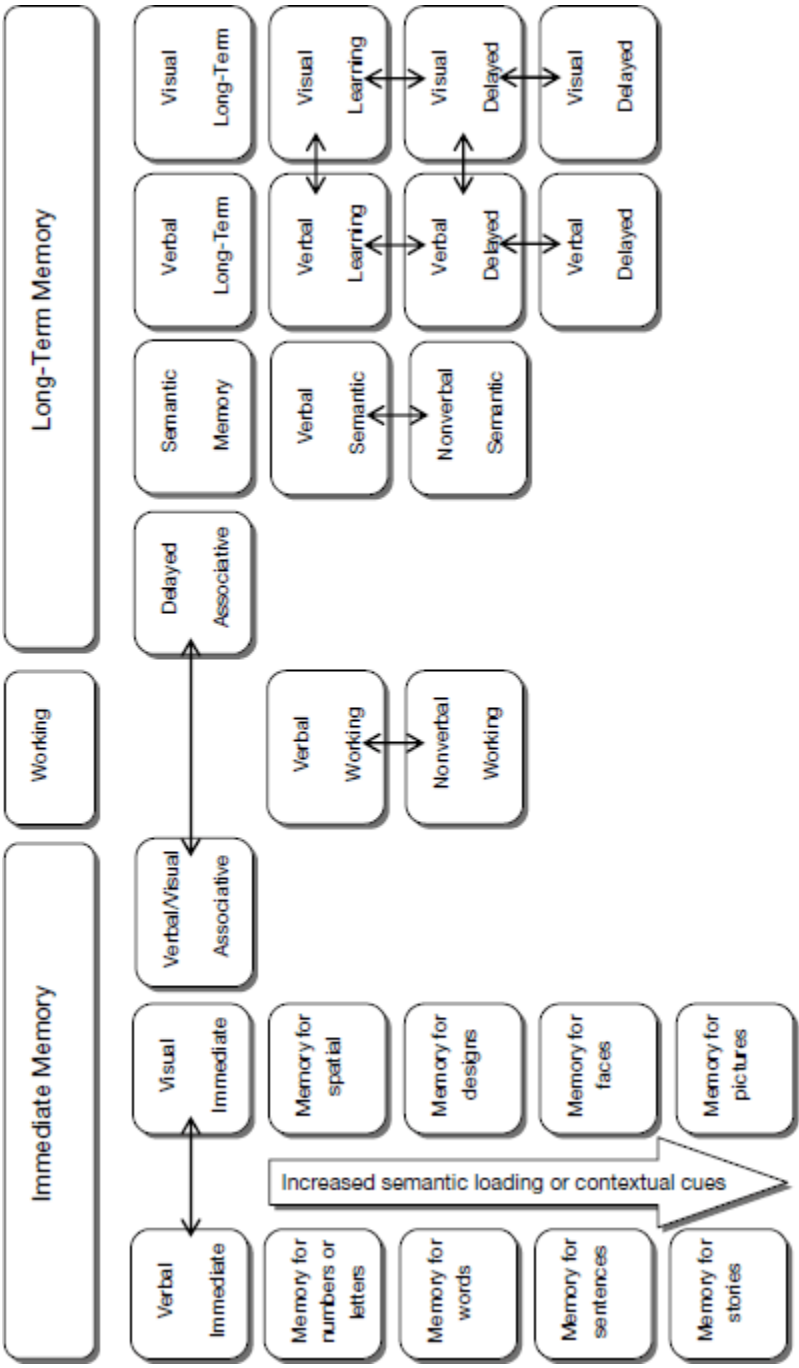 Immediate Memory
Working
Long-Term Memory
Verbal
Immediate
Visual
Immediate
Verbal/Visual
Associative
Delayed
Associative
Semantic
Memory
Verbal
Long-Term
Visual
Long-Term
Memory for
numbers or
letters
Increased semantic loading or contextual cues
Memory for
spatial
Verbal
Working
Verbal
Semantic
Verbal
Learning
Visual
Learning
Memory for
words
Memory for
designs
Nonverbal
Working
Nonverbal
Semantic
Verbal
Delayed
Visual
Delayed
Memory for
sentences
Memory for
faces
Verbal
Delayed
Visual
Delayed
Memory for
stories
Memory for
pictures